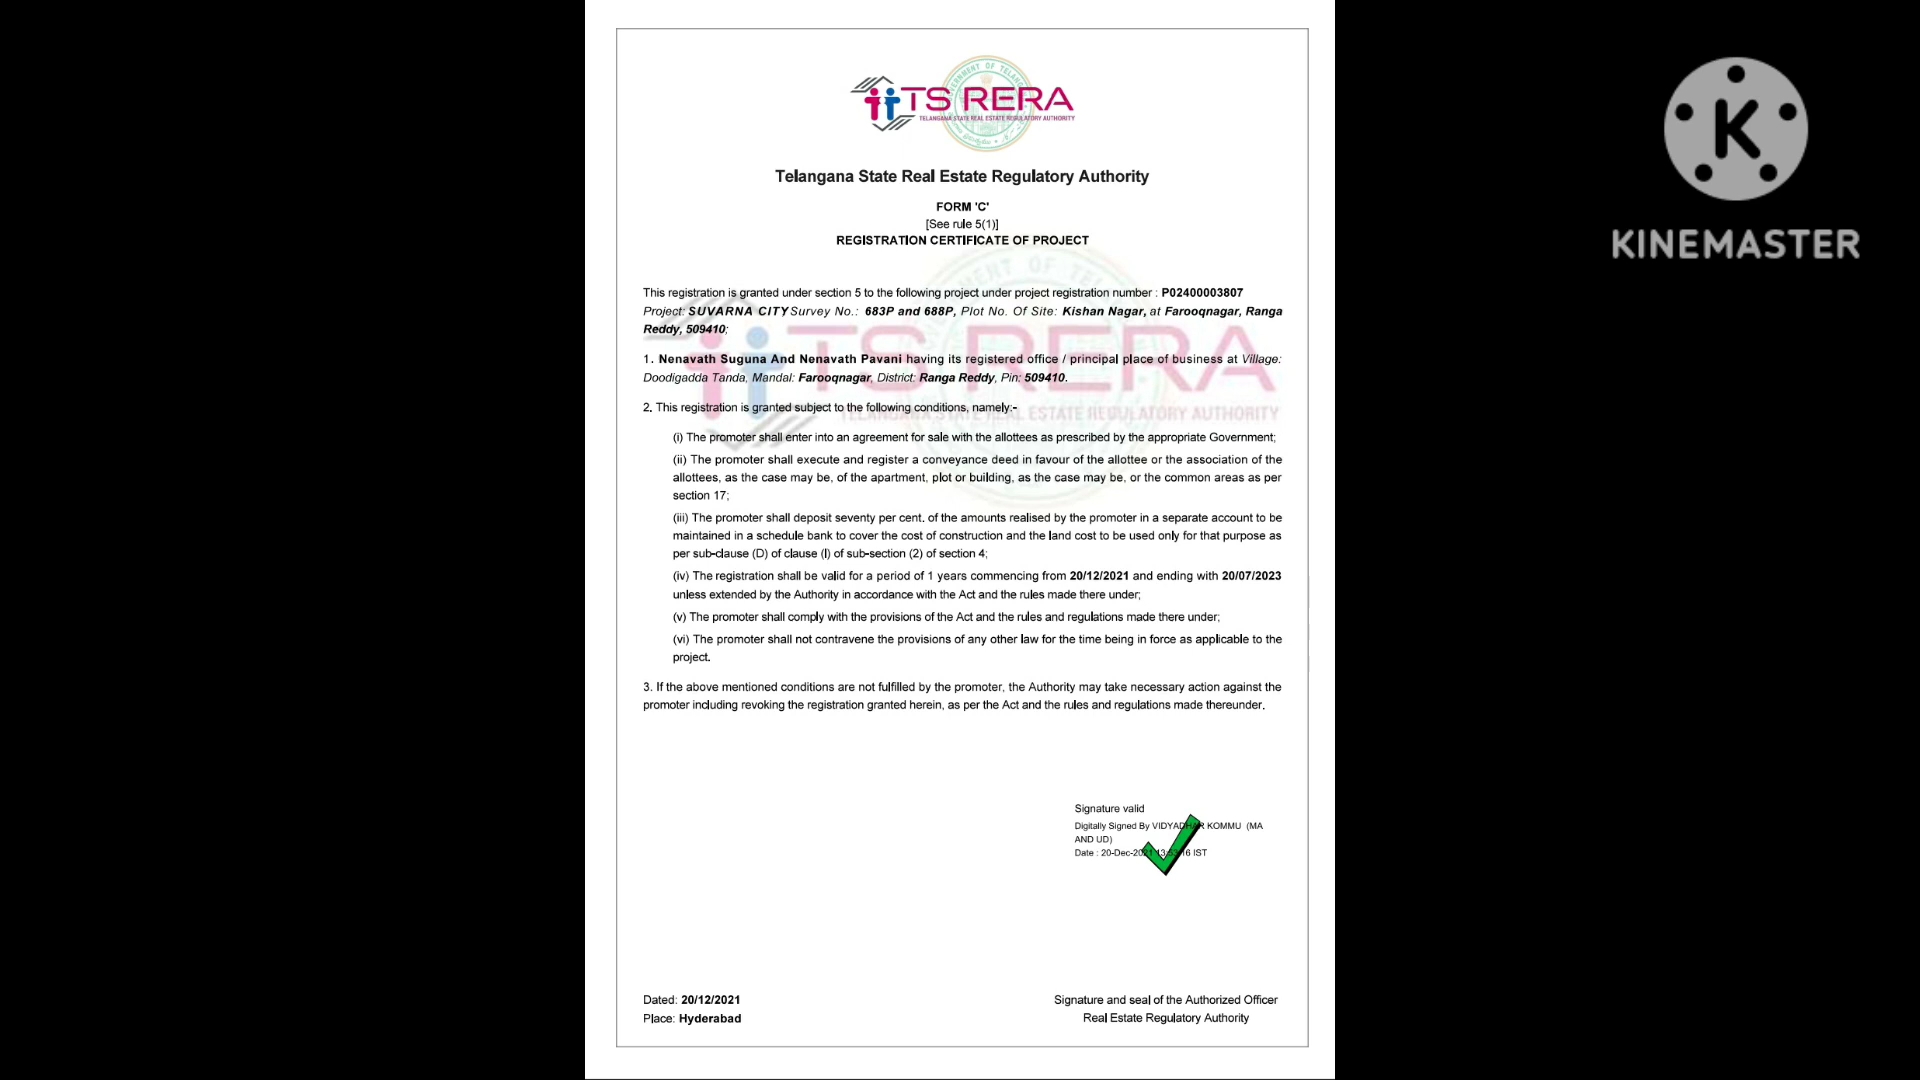 TS RERA
TELANGANA STATE REAL ESTATE REGULATORY AUTHORITY
Telangana State Real Estate Regulatory Authority
FORM 'C'
[See rule 5(1)]
REGISTRATION CERTIFICATE OF PROJECT
This registration is granted under section 5 to the following project under project registration number : P02400003807
Project: SUVARNA CITY Survey No.: 683P and 688P, Plot No. Of Site: Kishan Nagar, at Farooqnagar, Ranga
Reddy, 509410;
1. Nenavath Suguna And Nenavath Pavani having its registered office / principal place of business at Village:
Doodigadda Tanda, Mandal: Farooqnagar, District: Ranga Reddy, Pin: 509410.
2. This registration is granted subject to the following conditions, namely:-
(i) The promoter shall enter into an agreement for sale with the allottees as prescribed by the appropriate Government;
(ii) The promoter shall execute and register a conveyance deed in favour of the allottee or the association of the
allottees, as the case may be, of the apartment, plot or building, as the case may be, or the common areas as per
section 17;
(iii) The promoter shall deposit seventy per cent. of the amounts realised by the promoter in a separate account to be
maintained in a schedule bank to cover the cost of construction and the land cost to be used only for that purpose as
per sub-clause (D) of clause (l) of sub-section (2) of section 4;
(iv) The registration shall be valid for a period of 1 years commencing from 20/12/2021 and ending with 20/07/2023
unless extended by the Authority in accordance with the Act and the rules made there under;
(v) The promoter shall comply with the provisions of the Act and the rules and regulations made there under;
(vi) The promoter shall not contravene the provisions of any other law for the time being in force as applicable to the
project.
3. If the above mentioned conditions are not fulfilled by the promoter, the Authority may take necessary action against the
promoter including revoking the registration granted herein, as per the Act and the rules and regulations made thereunder.
Signature valid
Digitally Signed By VIDYADHAR KOMMU (MA
AND UD)
Date : 20-Dec-2021 IST
Dated: 20/12/2021
Place: Hyderabad
Signature and seal of the Authorized Officer
Real Estate Regulatory Authority
K
KINEMASTER